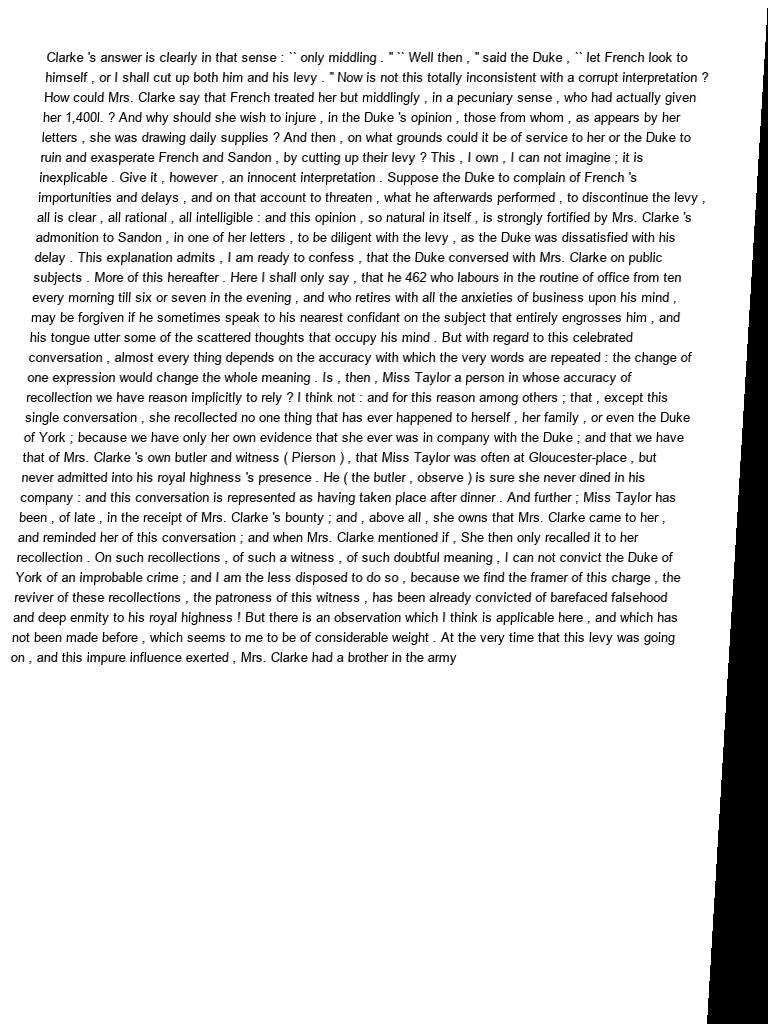 Clarke 's answer is clearly in that sense : `` only middling . " `` Well then , " said the Duke , `` let French look to
himself , or I shall cut up both him and his levy . " Now is not this totally inconsistent with a corrupt interpretation ?
How could Mrs. Clarke say that French treated her but middlingly , in a pecuniary sense , who had actually given
her 1,400l. ? And why should she wish to injure , in the Duke 's opinion , those from whom , as appears by her
letters , she was drawing daily supplies ? And then , on what grounds could it be of service to her or the Duke to
ruin and exasperate French and Sandon , by cutting up their levy ? This , I own , I can not imagine ; it is
inexplicable . Give it , however , an innocent interpretation . Suppose the Duke to complain of French 's
importunities and delays , and on that account to threaten , what he afterwards performed , to discontinue the levy ,
all is clear , all rational , all intelligible : and this opinion , so natural in itself , is strongly fortified by Mrs. Clarke 's
admonition to Sandon , in one of her letters , to be diligent with the levy , as the Duke was dissatisfied with his
delay . This explanation admits , I am ready to confess , that the Duke conversed with Mrs. Clarke on public
subjects . More of this hereafter . Here I shall only say , that he 462 who labours in the routine of office from ten
every morning till six or seven in the evening , and who retires with all the anxieties of business upon his mind ,
may be forgiven if he sometimes speak to his nearest confidant on the subject that entirely engrosses him , and
his tongue utter some of the scattered thoughts that occupy his mind . But with regard to this celebrated
conversation , almost every thing depends on the accuracy with which the very words are repeated : the change of
one expression would change the whole meaning . Is , then , Miss Taylor a person in whose accuracy of
recollection we have reason implicitly to rely ? I think not : and for this reason among others ; that , except this
single conversation , she recollected no one thing that has ever happened to herself , her family , or even the Duke
of York ; because we have only her own evidence that she ever was in company with the Duke ; and that we have
that of Mrs. Clarke 's own butler and witness ( Pierson ) , that Miss Taylor was often at Gloucester-place , but
never admitted into his royal highness 's presence . He ( the butler , observe ) is sure she never dined in his
company : and this conversation is represented as having taken place after dinner . And further ; Miss Taylor has
been , of late , in the receipt of Mrs. Clarke 's bounty ; and , above all , she owns that Mrs. Clarke came to her ,
and reminded her of this conversation ; and when Mrs. Clarke mentioned if , She then only recalled it to her
recollection . On such recollections , of such a witness , of such doubtful meaning , I can not convict the Duke of
York of an improbable crime ; and I am the less disposed to do so , because we find the framer of this charge , the
reviver of these recollections , the patroness of this witness , has been already convicted of barefaced falsehood
and deep enmity to his royal highness ! But there is an observation which I think is applicable here , and which has
not been made before , which seems to me to be of considerable weight . At the very time that this levy was going
on , and this impure influence exerted , Mrs. Clarke had a brother in the army